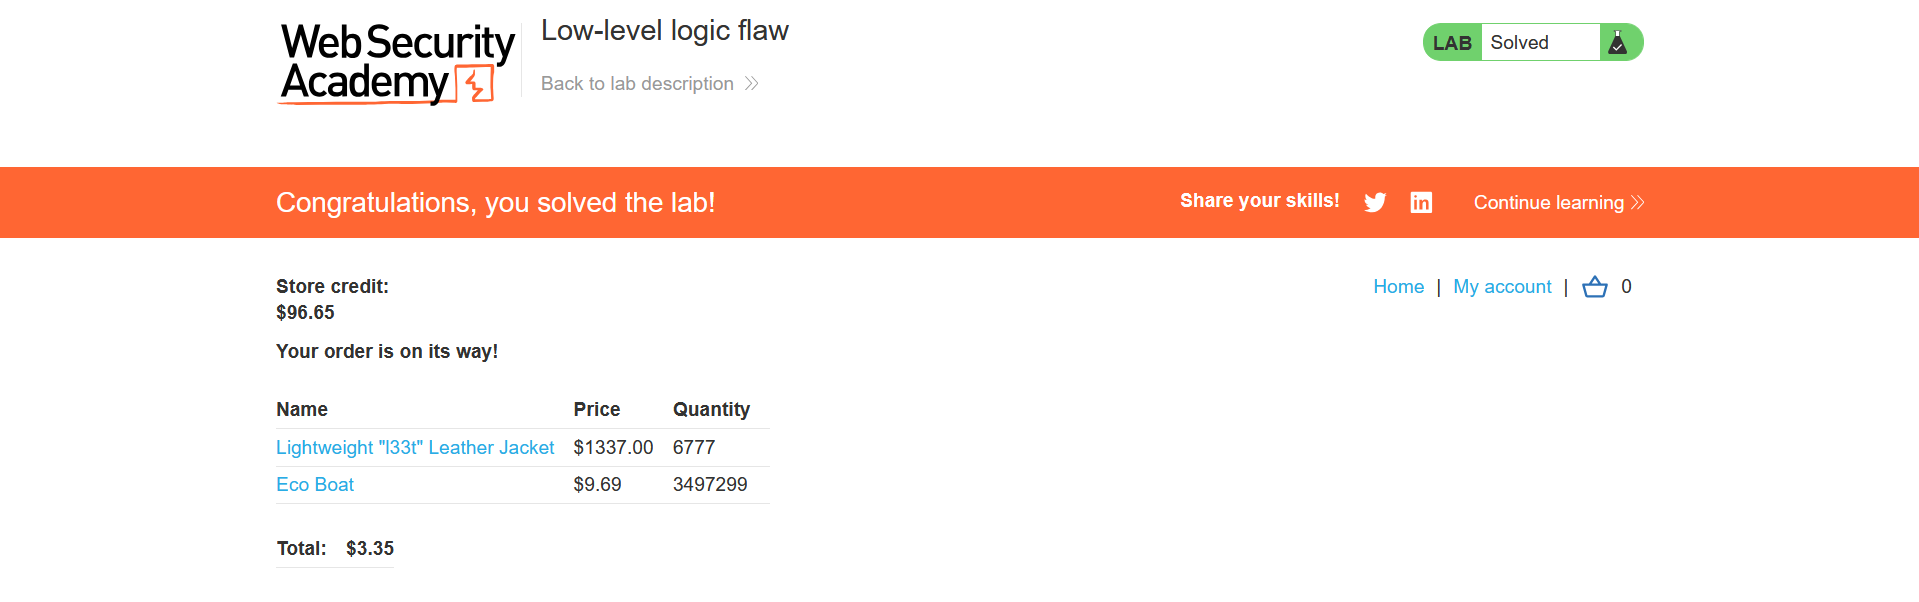 Web Security
Academy
Low-level logic flaw
Back to lab description
LAB Solved
Congratulations, you solved the lab!
Share your skills!
Continue learning
Store credit:
$96.65
Home | My account | 0
Your order is on its way!
Name Price Quantity
Lightweight "l33t" Leather Jacket $1337.00 6777
Eco Boat $9.69 3497299
Total: $3.35